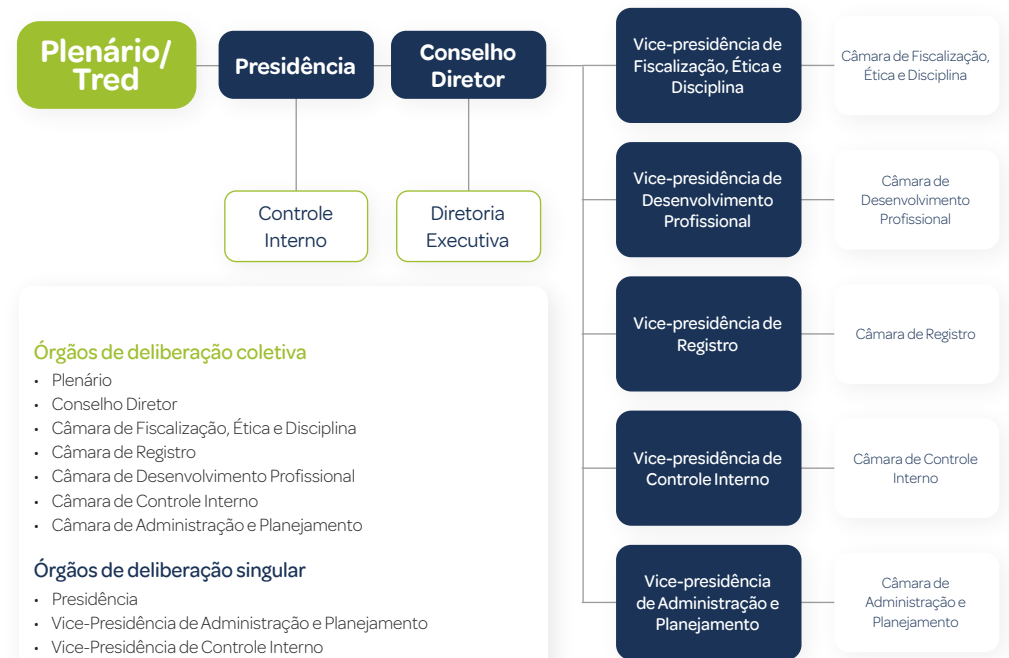 Plenário/
Tred
Presidência
Conselho
Diretor
Controle
Interno
Diretoria
Executiva
Vice-presidência de
Fiscalização, Ética e
Disciplina
Câmara de Fiscalização,
Ética e Disciplina
Vice-presidência de
Desenvolvimento
Profissional
Câmara de
Desenvolvimento
Profissional
Vice-presidência de
Registro
Câmara de Registro
Vice-presidência de
Controle Interno
Câmara de Controle
Interno
Vice-presidência
de Administração e
Planejamento
Câmara de
Administração e
Planejamento
Órgãos de deliberação coletiva
• Plenário
• Conselho Diretor
• Câmara de Fiscalização, Ética e Disciplina
• Câmara de Registro
• Câmara de Desenvolvimento Profissional
• Câmara de Controle Interno
• Câmara de Administração e Planejamento
Órgãos de deliberação singular
• Presidência
• Vice-Presidência de Administração e Planejamento
• Vice-Presidência de Controle Interno